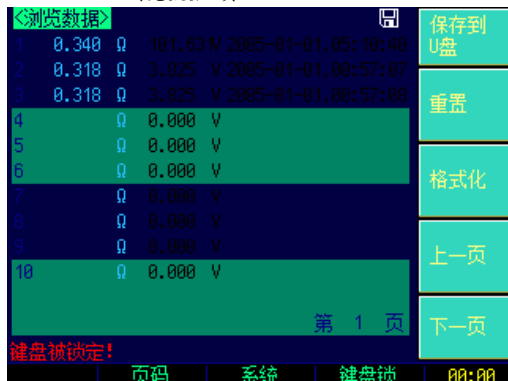 <浏览数据>
1 0.340 Ω 101.63 V 2005-01-01.05:10:40
2 0.318 Ω 3.825 V 2005-01-01.00:57:07
3 0.318 Ω 3.825 V 2005-01-01.00:57:08
4 Ω 0.000 V
5 Ω 0.000 V
6 Ω 0.000 V
7 Ω 0.000 V
8 Ω 0.000 V
9 Ω 0.000 V
10 Ω 0.000 V
第 1 页
键盘被锁定!
页码 系统 键盘锁 00:00
保存到
U盘
重置
格式化
上一页
下一页